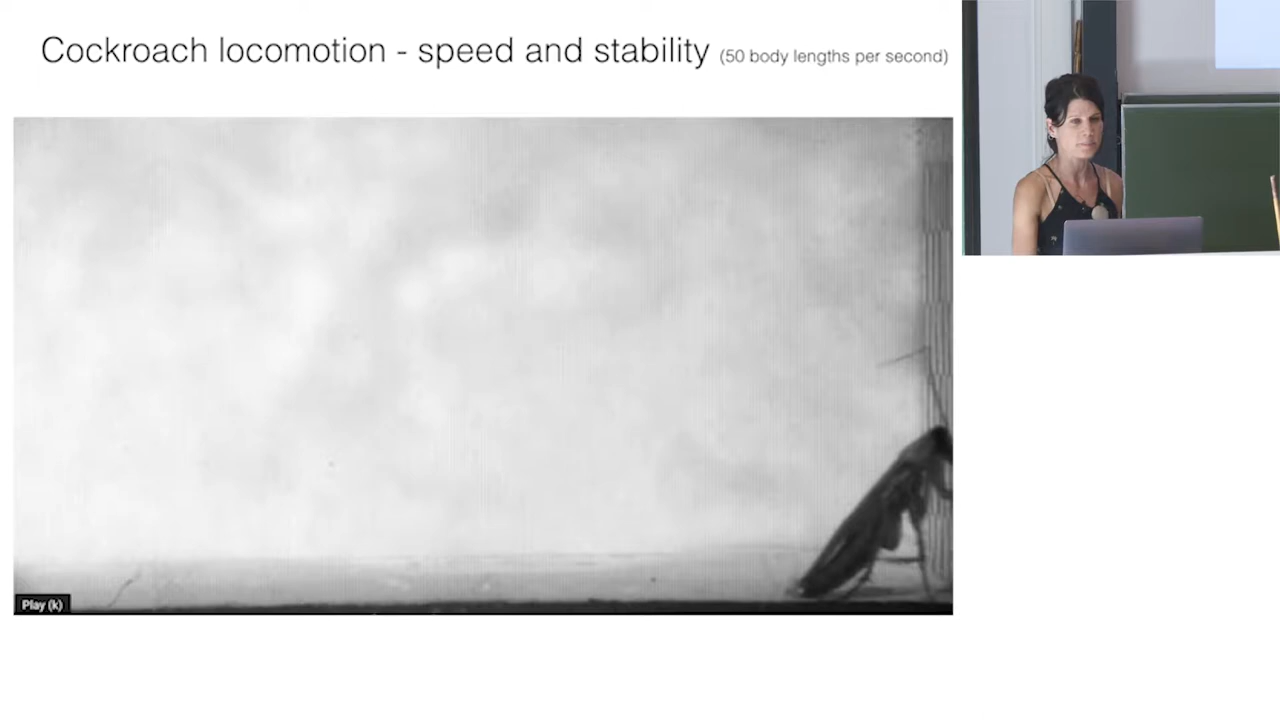 Cockroach locomotion - speed and stability (50 body lengths per second)
Play (k)